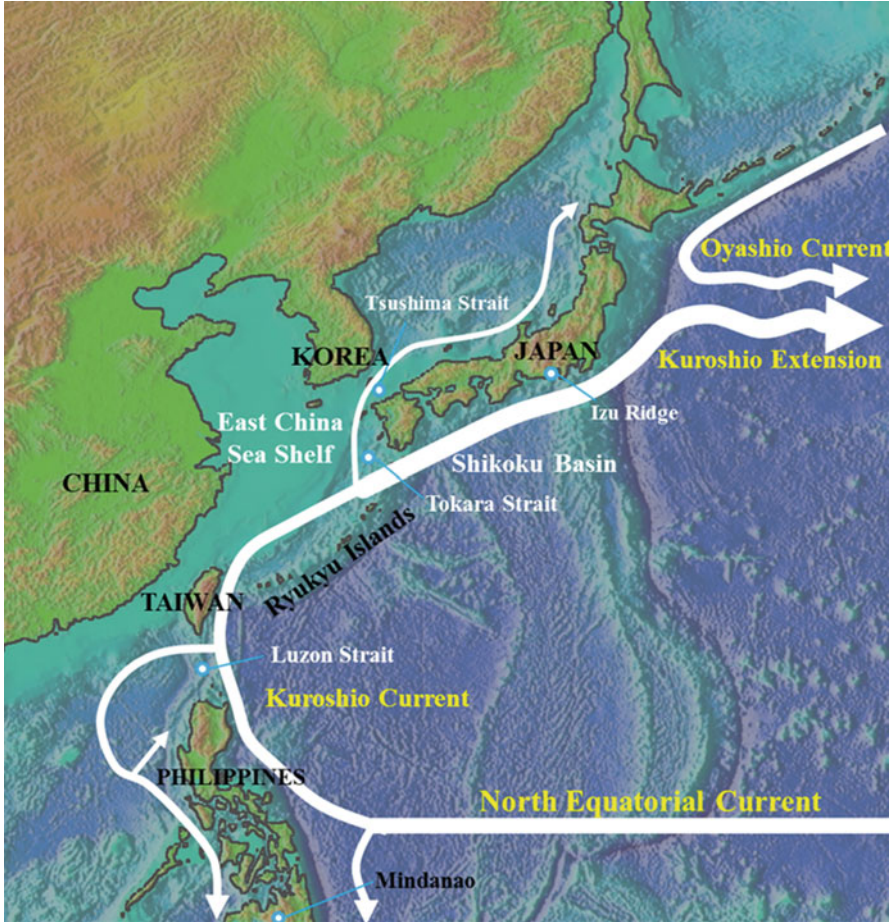 Oyashio Current
Tsushima Strait
KOREA
JAPAN
Kuroshio Extension
Izu Ridge
East China
Sea Shelf
Shikoku Basin
CHINA
Tokara Strait
Ryukyu Islands
TAIWAN
Luzon Strait
Kuroshio Current
PHILIPPINES
North Equatorial Current
Mindanao